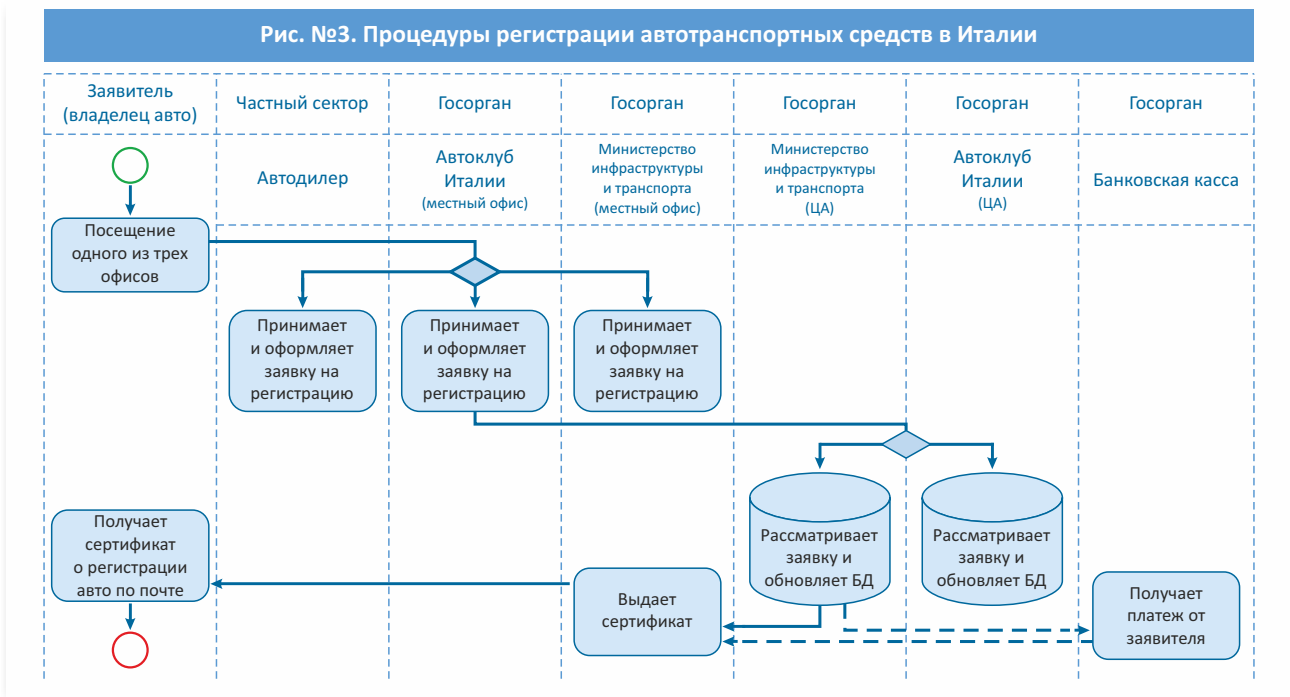 Рис. №3. Процедуры регистрации автотранспортных средств в Италии
Заявитель
(владелец авто)
Частный сектор
Госорган
Госорган
Госорган
Госорган
Госорган
Автодилер
Автоклуб
Италии
(местный офис)
Министерство
инфраструктуры
и транспорта
(местный офис)
Министерство
инфраструктуры
и транспорта
(ЦА)
Автоклуб
Италии
(ЦА)
Банковская касса
Посещение
одного из трех
офисов
Принимает
и оформляет
заявку на
регистрацию
Принимает
и оформляет
заявку на
регистрацию
Принимает
и оформляет
заявку на
регистрацию
Рассматривает
заявку и
обновляет БД
Рассматривает
заявку и
обновляет БД
Получает
сертификат
о регистрации
авто по почте
Выдает
сертификат
Получает
платеж от
заявителя